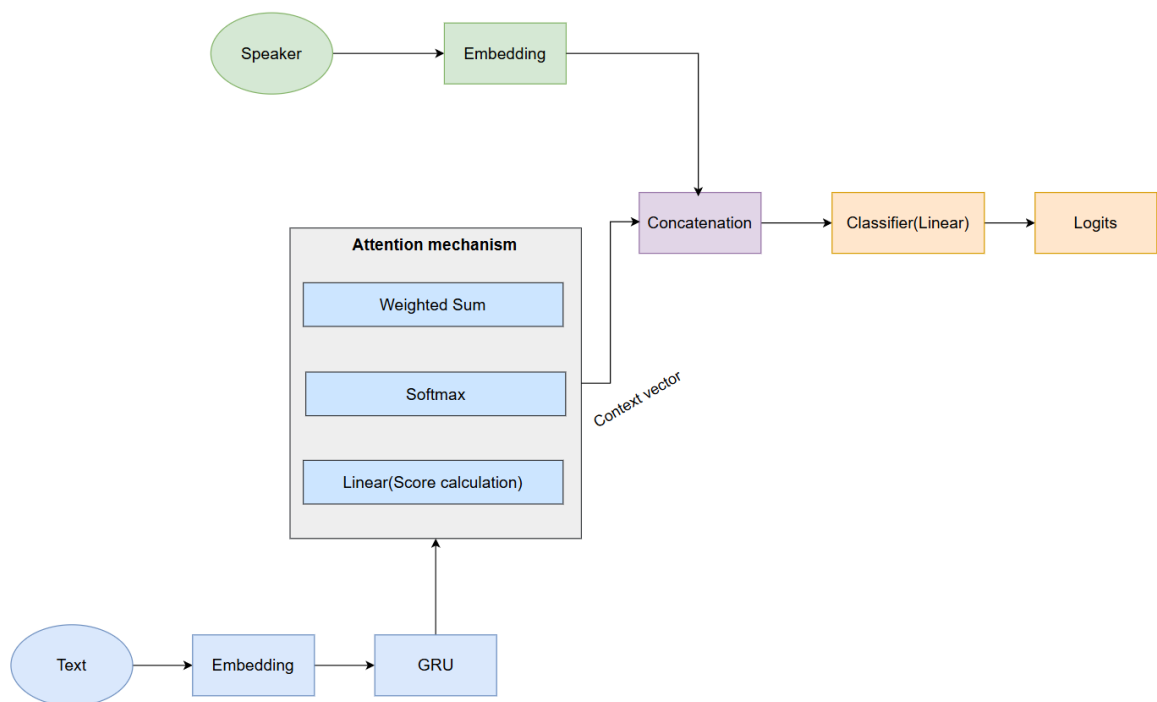 Speaker
Embedding
Concatenation
Classifier(Linear)
Logits
Attention mechanism
Weighted Sum
Softmax
Context vector
Linear(Score calculation)
Text
Embedding
GRU